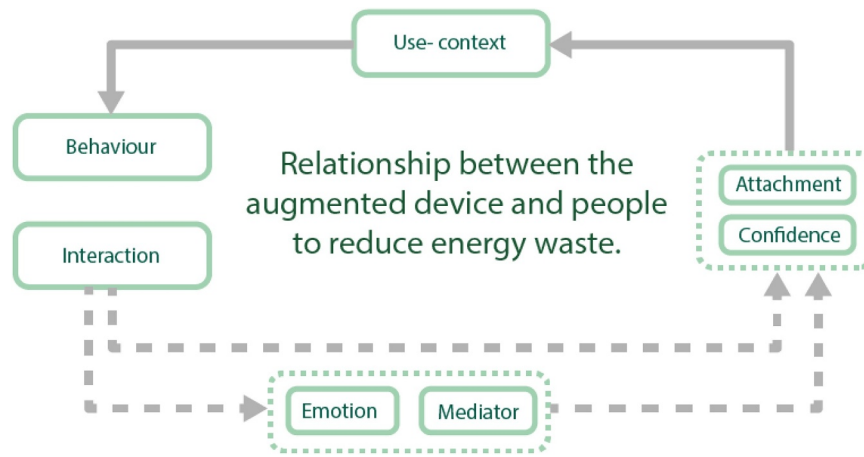 Use- context
Behaviour
Relationship between the
augmented device and people
to reduce energy waste.
Attachment
Confidence
Interaction
Emotion
Mediator